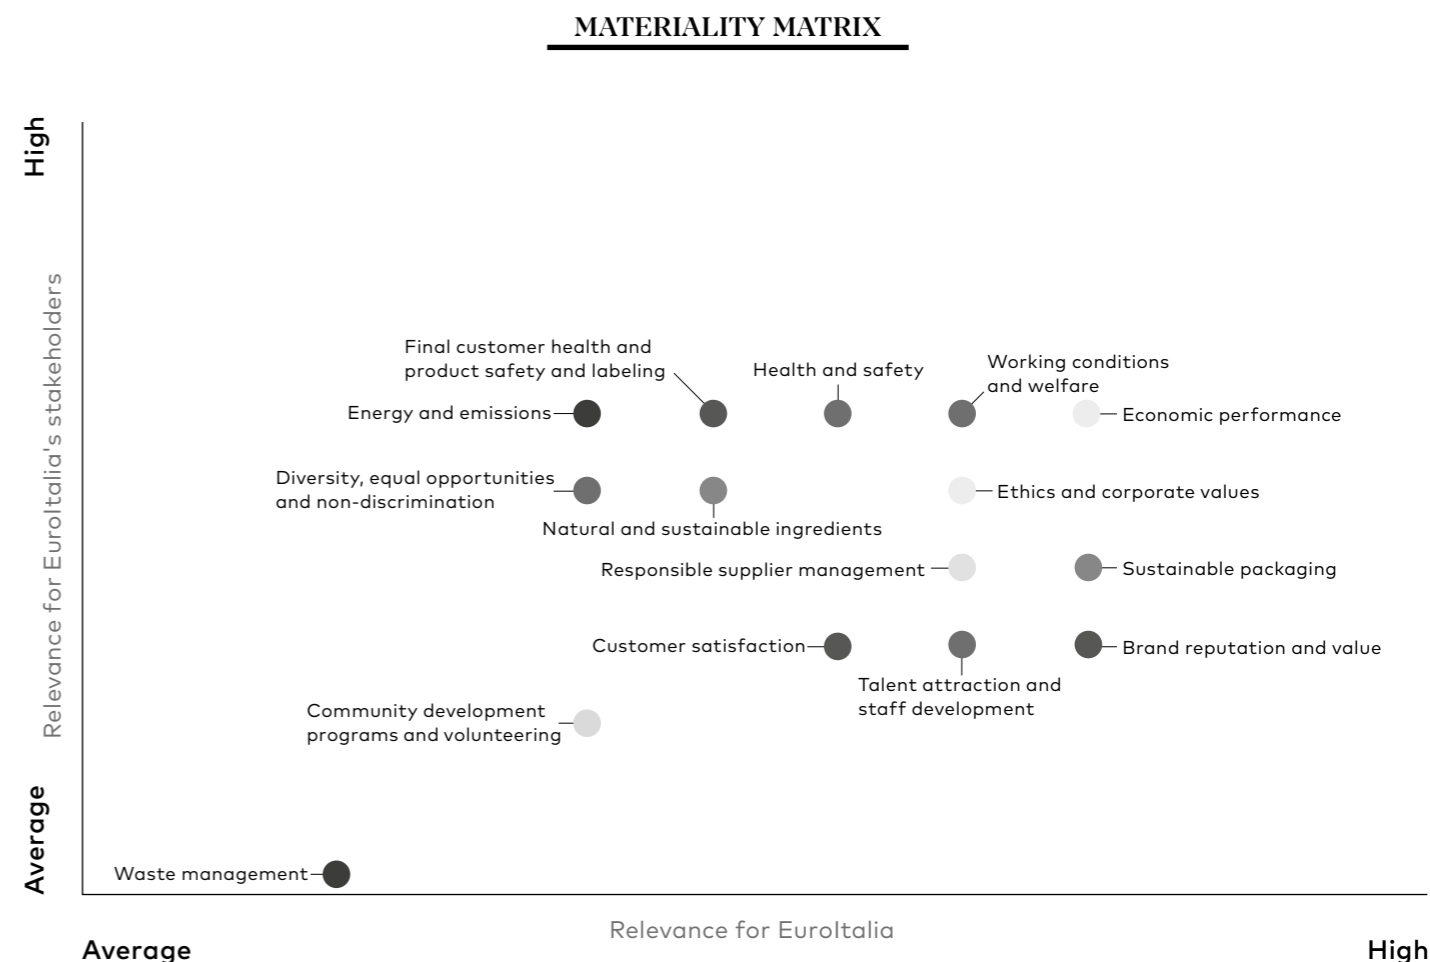 MATERIALITY MATRIX
High
Relevance for EuroItalia's stakeholders
Average
Final customer health and
product safety and labeling
Health and safety
Working conditions
and welfare
Energy and emissions
Economic performance
Diversity, equal opportunities
and non-discrimination
Ethics and corporate values
Natural and sustainable ingredients
Responsible supplier management
Sustainable packaging
Customer satisfaction
Brand reputation and value
Talent attraction and
staff development
Community development
programs and volunteering
Waste management
Relevance for EuroItalia
Average
High